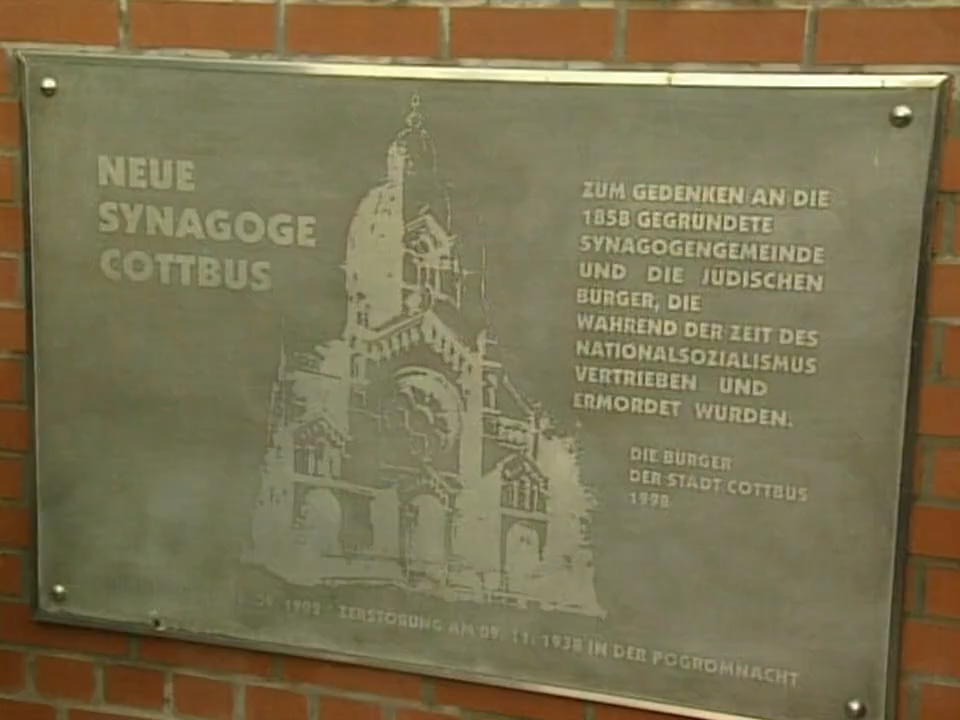 NEUE
SYNAGOGE
COTTBUS
ZUM GEDENKEN AN DIE
1858 GEGRÜNDETE
SYNAGOGENGEMEINDE
UND DIE JÜDISCHEN
BÜRGER, DIE
WÄHREND DER ZEIT DES
NATIONALSOZIALISMUS
VERTRIEBEN UND
ERMORDET WURDEN.
DIE BÜRGER
DER STADT COTTBUS
1998
1902 · ZERSTÖRUNG AM 09. 11. 1938 IN DER POGROMNACHT